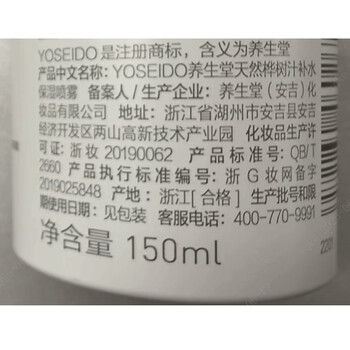 YOSEIDO是注册商标，含义为养生堂
产品中文名称：YOSEIDO养生堂天然桦树汁补水
保湿喷雾 备案人/生产企业：养生堂（安吉）化
妆品有限公司 地址：浙江省湖州市安吉县安吉
经济开发区两山高新技术产业园 化妆品生产许
可证：浙妆20190062 产品标准号：QB/T
2660 产品执行标准编号：浙G妆网备字
2019025848 产地：浙江[合格] 生产批号和限
期使用日期：见包装 客服电话：400-770-9991
净含量 150ml